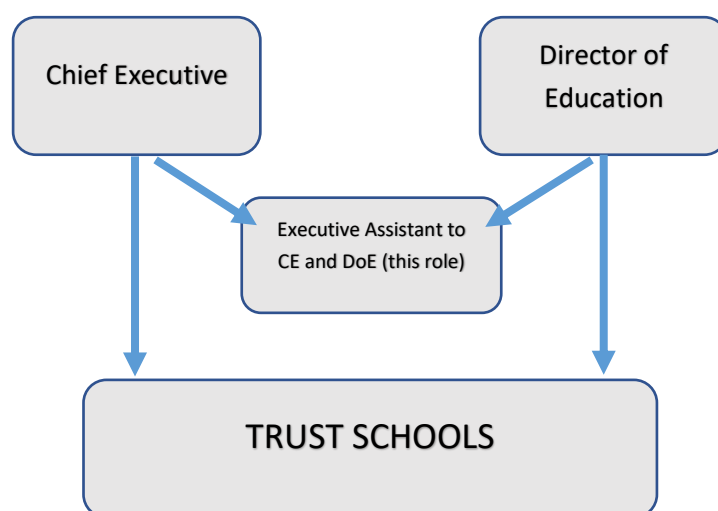 Chief Executive
Director of
Education
Executive Assistant to
CE and DoE (this role)
TRUST SCHOOLS